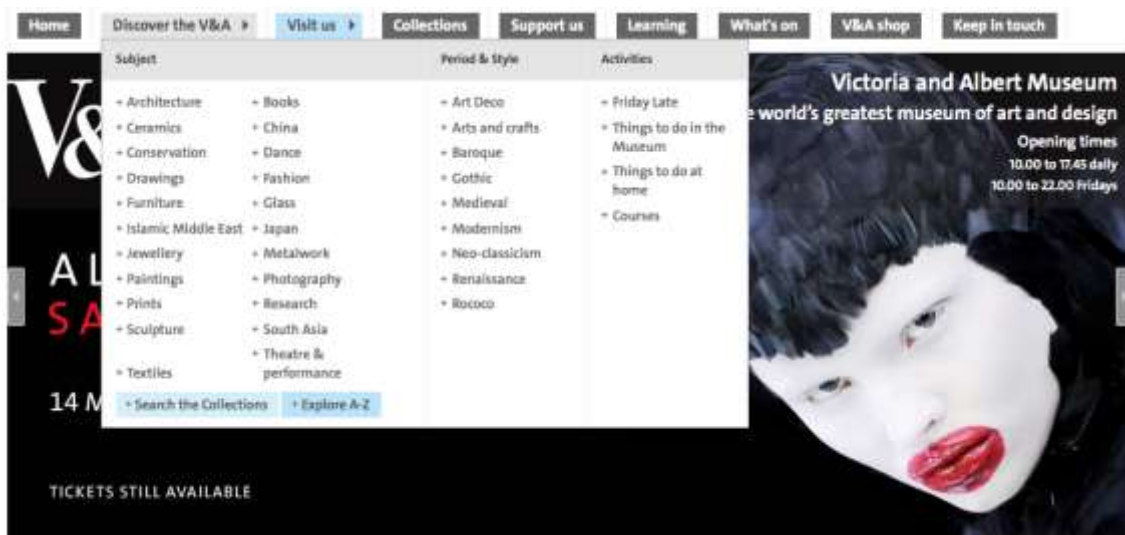 Home Discover the V&A Visit us Collections Support us Learning What's on V&A shop Keep in touch
Subject Period & Style Activities
+ Architecture + Books + Art Deco + Friday Late
+ Ceramics + China + Arts and crafts + Things to do in the
Museum
+ Conservation + Dance + Baroque
+ Drawings + Fashion + Gothic + Things to do at
home
+ Furniture + Glass + Medieval + Courses
+ Islamic Middle East + Japan + Modernism
+ Jewellery + Metalwork + Neo-classicism
+ Paintings + Photography + Renaissance
+ Prints + Research + Rococo
+ Sculpture + South Asia
+ Textiles + Theatre &
performance
+ Search the Collections + Explore A-Z
V&
Victoria and Albert Museum
world's greatest museum of art and design
Opening times
10.00 to 17.45 daily
10.00 to 22.00 Fridays
AL
SA
14 M
TICKETS STILL AVAILABLE